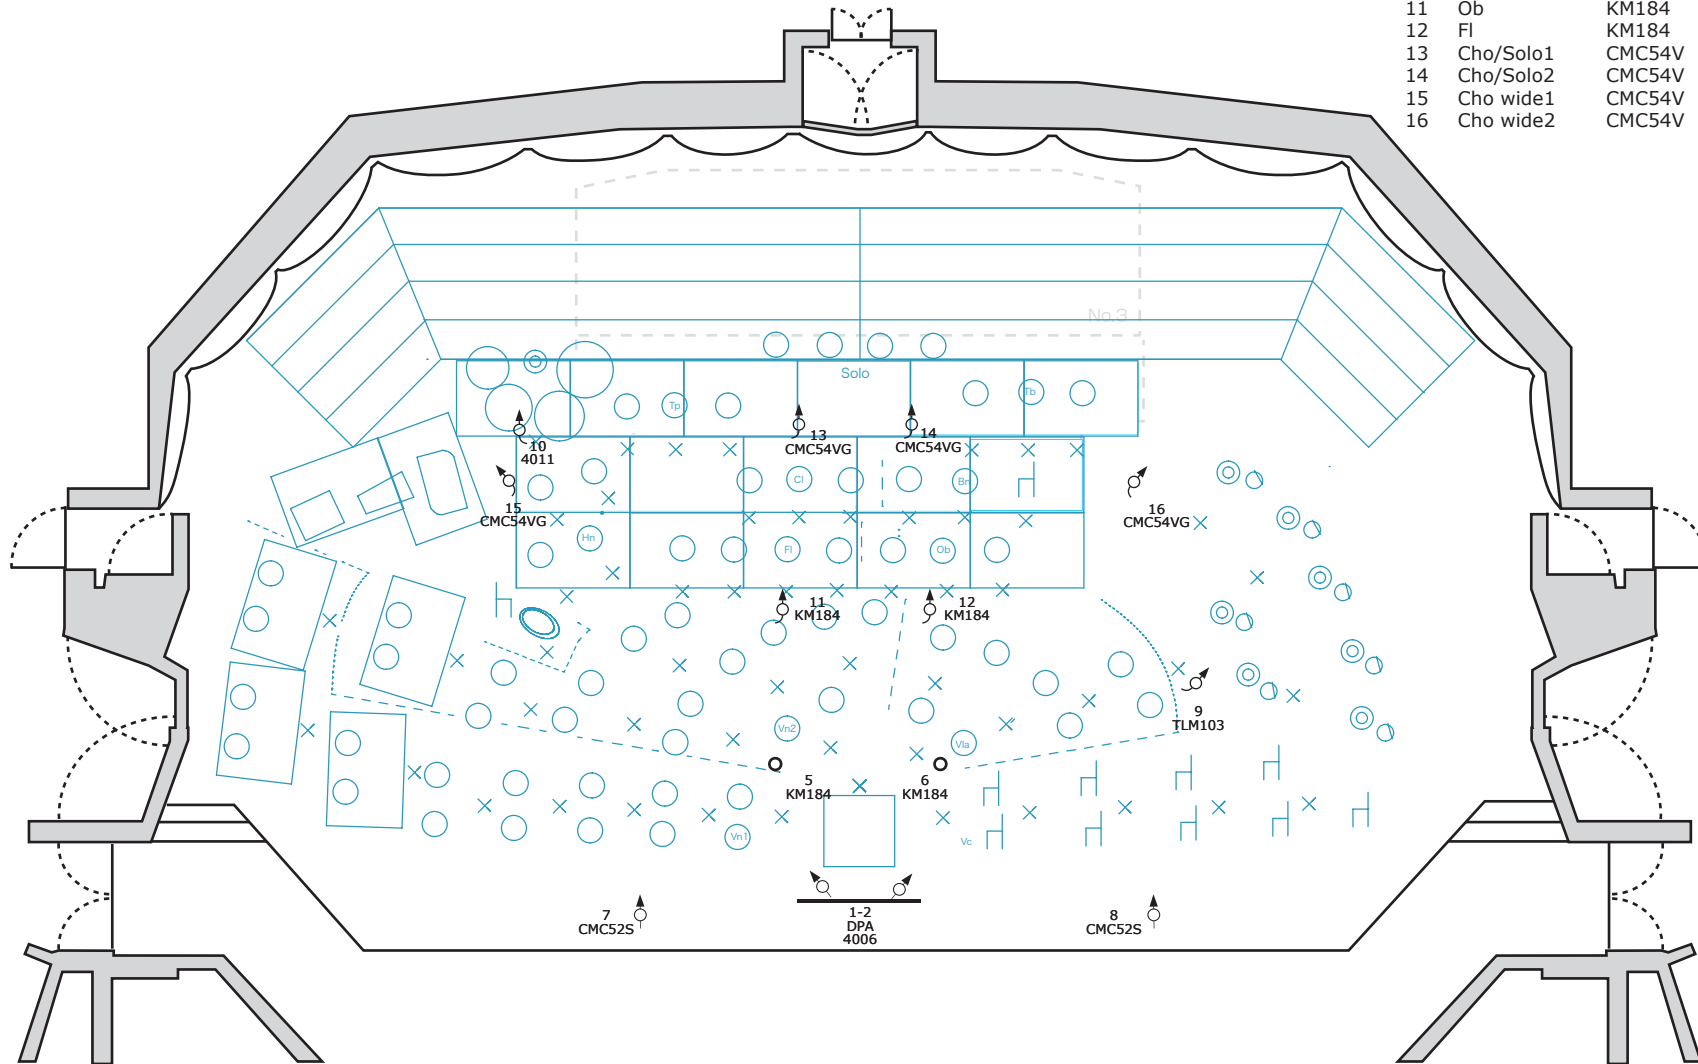 11 Ob KM184
12 Fl KM184
13 Cho/Solo1 CMC54V
14 Cho/Solo2 CMC54V
15 Cho wide1 CMC54V
16 Cho wide2 CMC54V
No.3
Solo
Tp
Tb
10
4011
13
CMC54VG
14
CMC54VG
Cl
Bn
15
CMC54VG
16
CMC54VG
Hn
Fl
Ob
11
KM184
12
KM184
9
TLM103
Vn2
Vla
5
KM184
6
KM184
Vn1
Vc
7
CMC52S
1-2
DPA
4006
8
CMC52S